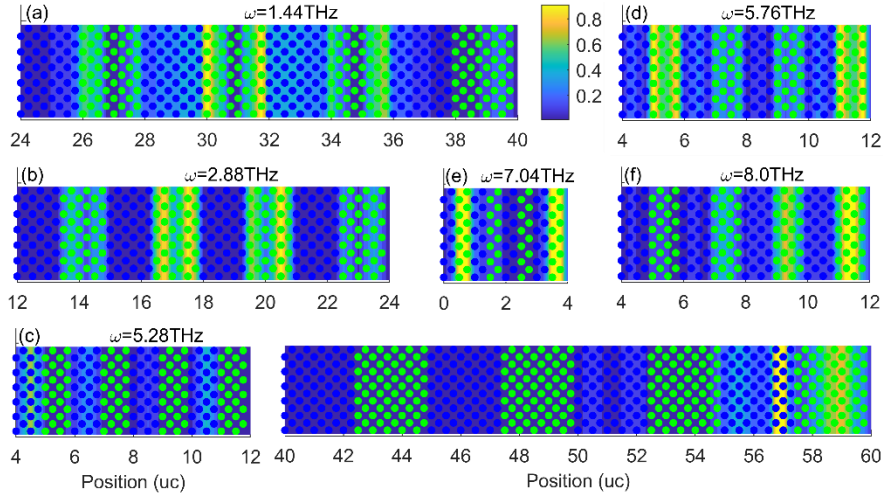 (a) ω=1.44THz
24 26 28 30 32 34 36 38 40
0.8
0.6
0.4
0.2
(d) ω=5.76THz
4 6 8 10 12
(b) ω=2.88THz
12 14 16 18 20 22 24
(e) ω=7.04THz
0 2 4
(f) ω=8.0THz
4 6 8 10 12
(c) ω=5.28THz
4 6 8 10 12
Position (uc)
40 42 44 46 48 50 52 54 56 58 60
Position (uc)